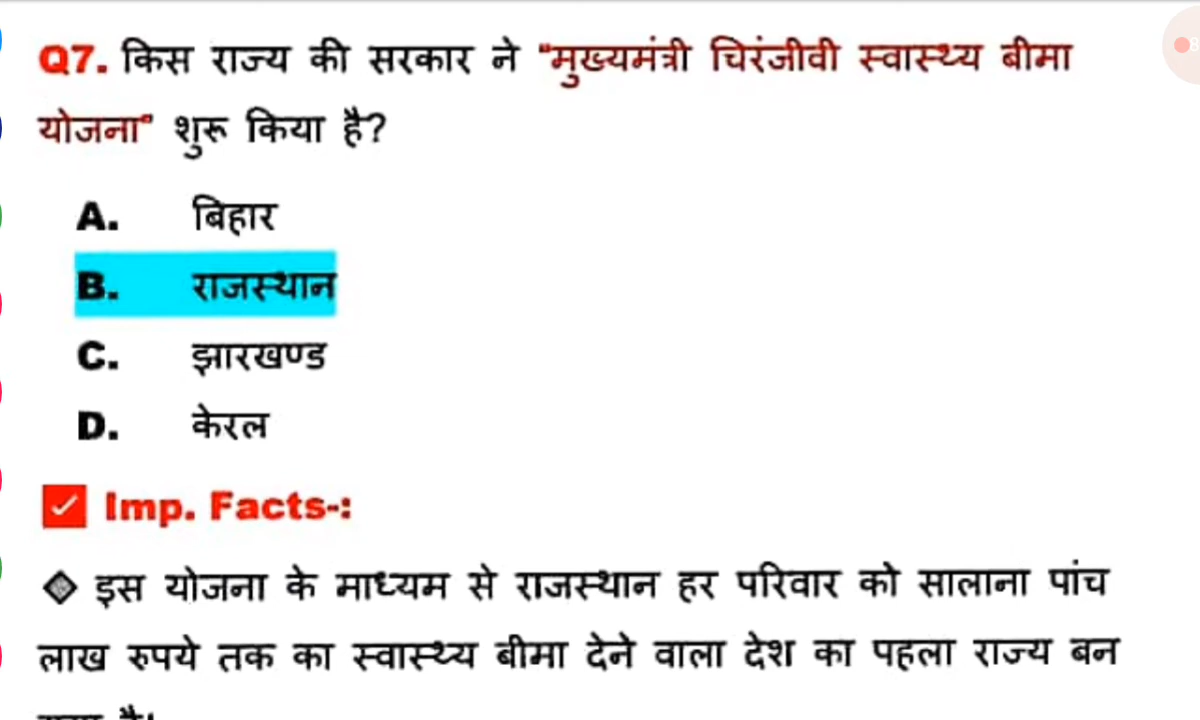 Q7. किस राज्य की सरकार ने "मुख्यमंत्री चिरंजीवी स्वास्थ्य बीमा
योजना" शुरू किया है?
A. बिहार
B. राजस्थान
C. झारखण्ड
D. केरल
Imp. Facts-:
इस योजना के माध्यम से राजस्थान हर परिवार को सालाना पांच
लाख रुपये तक का स्वास्थ्य बीमा देने वाला देश का पहला राज्य बन